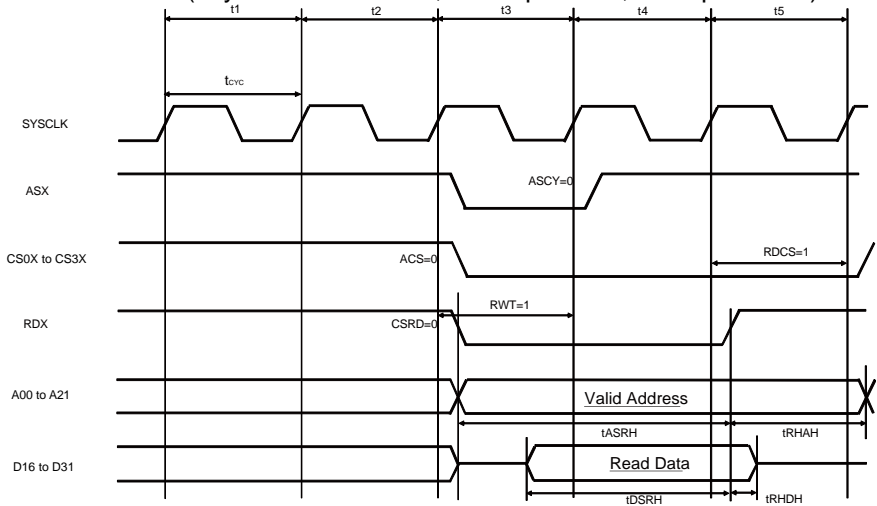 t1 t2 t3 t4 t5
tCYC
SYSCLK
ASX
ASCY=0
CS0X to CS3X
ACS=0
RDCS=1
RWT=1
RDX
CSRD=0
A00 to A21
Valid Address
tASRH
tRHAH
D16 to D31
Read Data
tDSRH
tRHDH